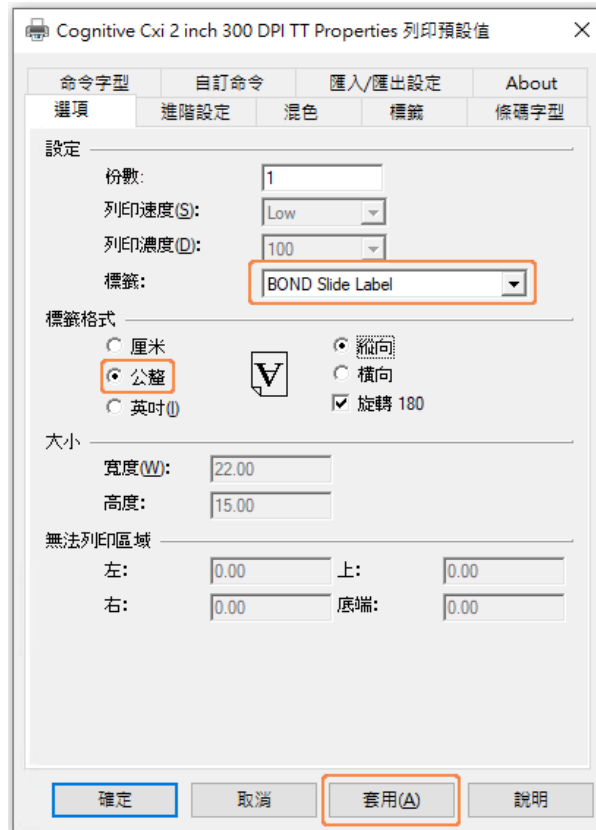 Cognitive Cxi 2 inch 300 DPI TT Properties 列印預設值
命令字型 自訂命令 匯入/匯出設定 About
選項 進階設定 混色 標籤 條碼字型
設定
份數: 1
列印速度(S): Low
列印濃度(D): 100
標籤: BOND Slide Label
標籤格式
厘米 縱向
公釐 橫向
英吋(I) 旋轉 180
A
大小
寬度(W): 22.00
高度: 15.00
無法列印區域
左: 0.00 上: 0.00
右: 0.00 底端: 0.00
確定 取消 套用(A) 說明